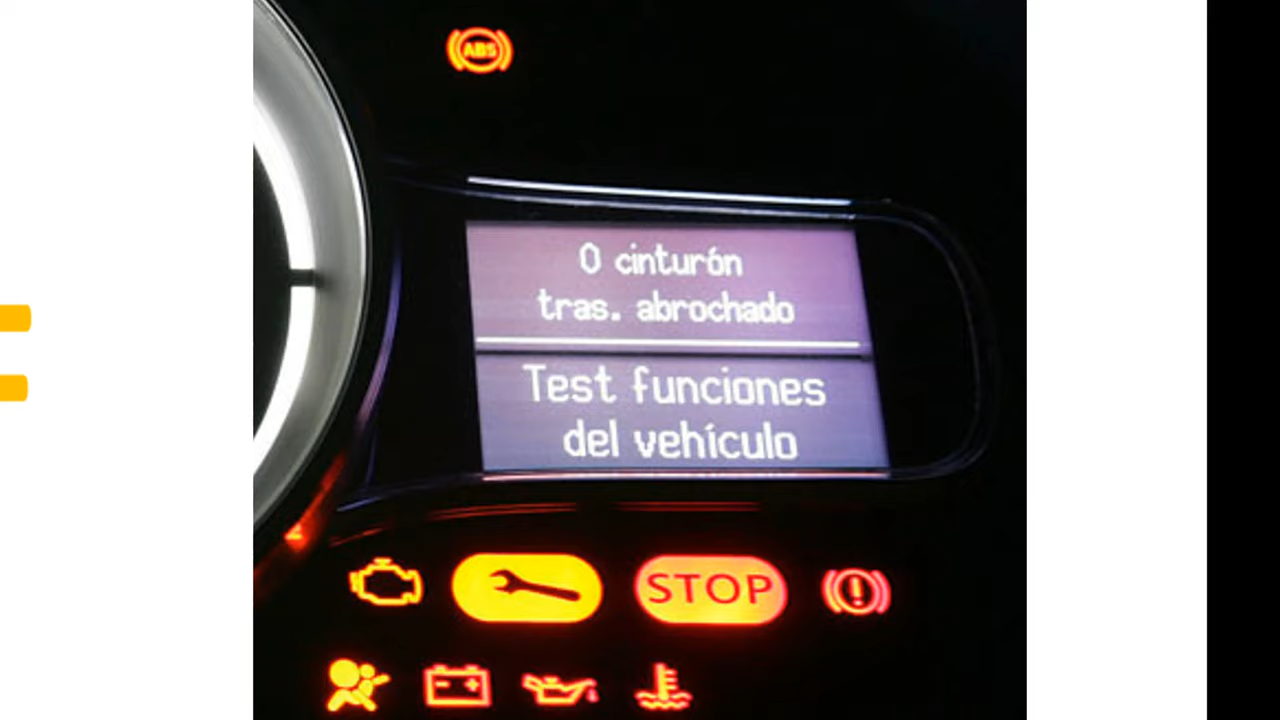 ABS
0 cinturón
tras. abrochado
Test funciones
del vehículo
STOP